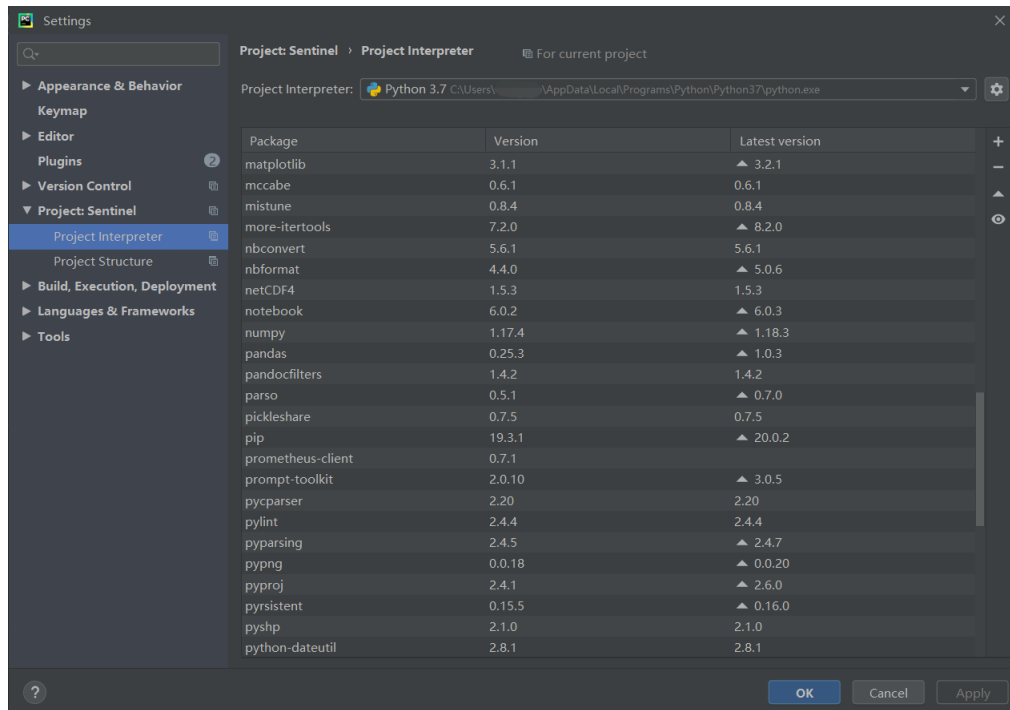 PC Settings
Project: Sentinel › Project Interpreter For current project
Appearance & Behavior
Keymap
Editor
Plugins 2
Version Control
Project: Sentinel
Project Interpreter
Project Structure
Build, Execution, Deployment
Languages & Frameworks
Tools
Project Interpreter: Python 3.7 C:\Users\ \AppData\Local\Programs\Python\Python37\python.exe
Package Version Latest version
matplotlib 3.1.1 3.2.1
mccabe 0.6.1 0.6.1
mistune 0.8.4 0.8.4
more-itertools 7.2.0 8.2.0
nbconvert 5.6.1 5.6.1
nbformat 4.4.0 5.0.6
netCDF4 1.5.3 1.5.3
notebook 6.0.2 6.0.3
numpy 1.17.4 1.18.3
pandas 0.25.3 1.0.3
pandocfilters 1.4.2 1.4.2
parso 0.5.1 0.7.0
pickleshare 0.7.5 0.7.5
pip 19.3.1 20.0.2
prometheus-client 0.7.1
prompt-toolkit 2.0.10 3.0.5
pycparser 2.20 2.20
pylint 2.4.4 2.4.4
pyparsing 2.4.5 2.4.7
pypng 0.0.18 0.0.20
pyproj 2.4.1 2.6.0
pyrsistent 0.15.5 0.16.0
pyshp 2.1.0 2.1.0
python-dateutil 2.8.1 2.8.1
? OK Cancel Apply